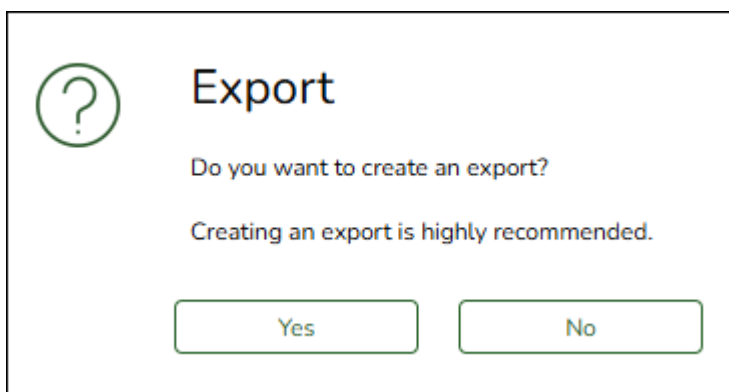 Export
Do you want to create an export?
Creating an export is highly recommended.
Yes
No